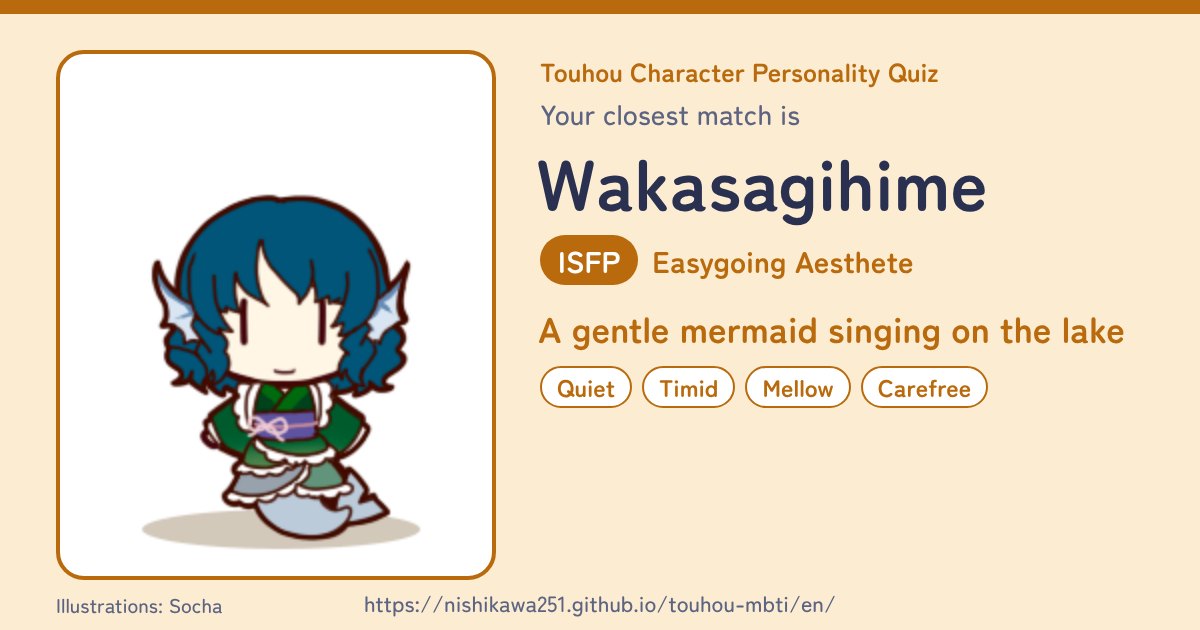 Touhou Character Personality Quiz
Your closest match is
Wakasagihime
ISFP Easygoing Aesthete
A gentle mermaid singing on the lake
Quiet Timid Mellow Carefree
Illustrations: Socha https://nishikawa251.github.io/touhou-mbti/en/